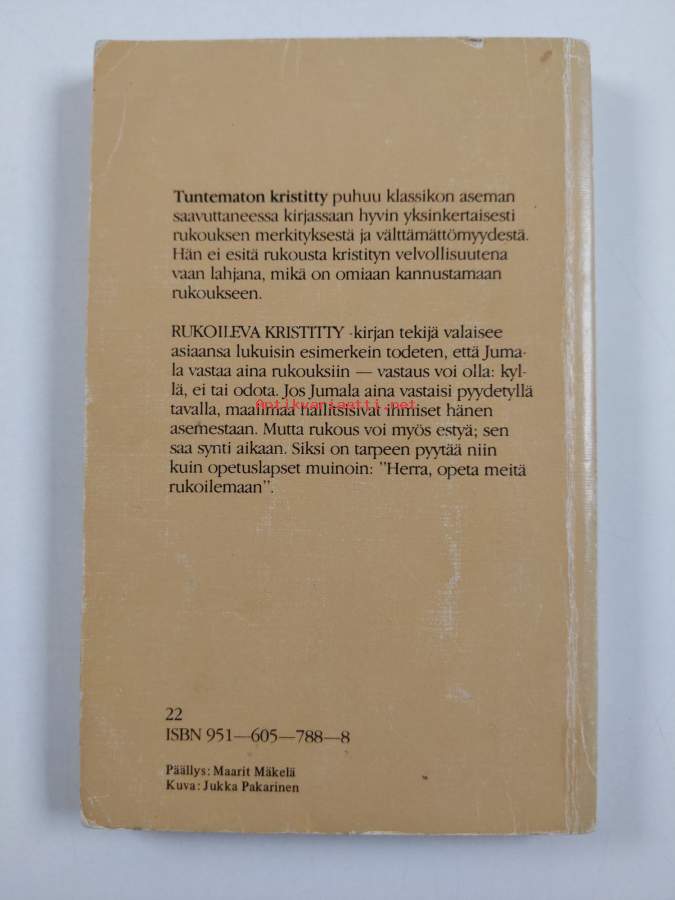 Tuntematon kristitty puhuu klassikon aseman
saavuttaneessa kirjassaan hyvin yksinkertaisesti
rukouksen merkityksestä ja välttämättömyydestä.
Hän ei esitä rukousta kristityn velvollisuutena
vaan lahjana, mikä on omiaan kannustamaan
rukoukseen.
RUKOILEVA KRISTITTY -kirjan tekijä valaisee
asiaansa lukuisin esimerkein todeten, että Juma-
la vastaa aina rukouksiin — vastaus voi olla: kyl-
lä, ei tai odota. Jos Jumala aina vastaisi pyydetyllä
Antikvariaatti.net
tavalla, maailmaa hallitsisivat ihmiset hänen
asemestaan. Mutta rukous voi myös estyä; sen
saa synti aikaan. Siksi on tarpeen pyytää niin
kuin opetuslapset muinoin: ”Herra, opeta meitä
rukoilemaan”.
22
ISBN 951—605—788—8
Päällys: Maarit Mäkelä
Kuva: Jukka Pakarinen